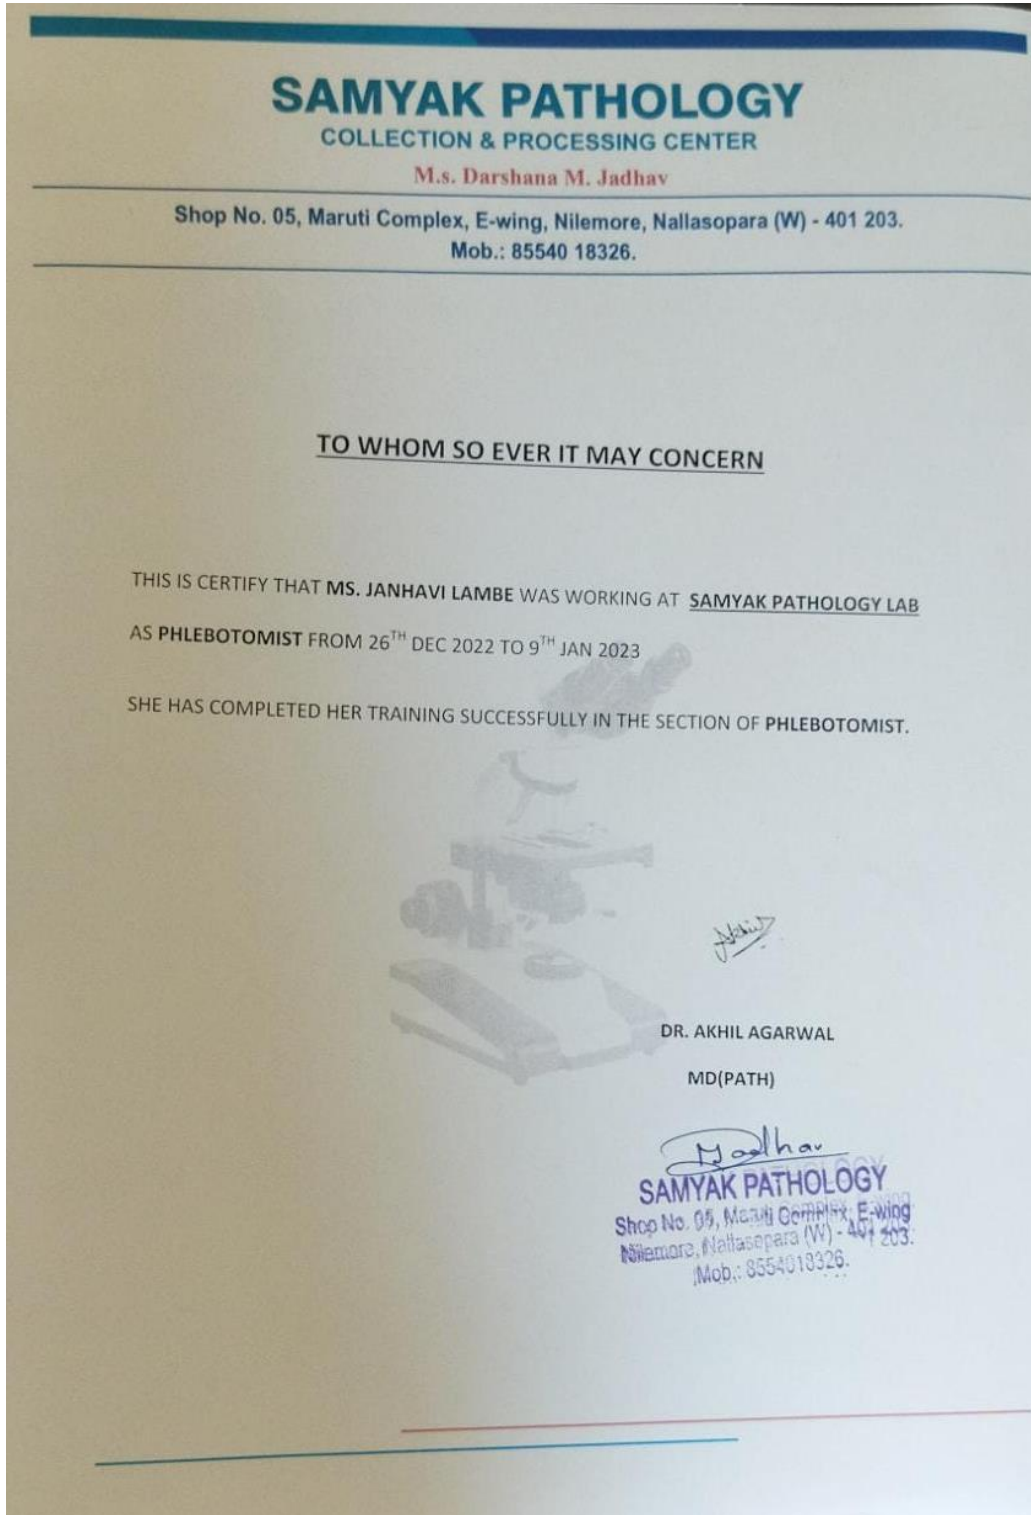 SAMYAK PATHOLOGY
COLLECTION & PROCESSING CENTER
M.s. Darshana M. Jadhav
Shop No. 05, Maruti Complex, E-wing, Nilemore, Nallasopara (W) - 401 203.
Mob.: 85540 18326.
TO WHOM SO EVER IT MAY CONCERN
THIS IS CERTIFY THAT MS. JANHAVI LAMBE WAS WORKING AT SAMYAK PATHOLOGY LAB
AS PHLEBOTOMIST FROM 26TH DEC 2022 TO 9TH JAN 2023
SHE HAS COMPLETED HER TRAINING SUCCESSFULLY IN THE SECTION OF PHLEBOTOMIST.
Akhil
DR. AKHIL AGARWAL
MD(PATH)
Jadhav
SAMYAK PATHOLOGY
Shop No. 05, Maruti Complex, E-wing
Nilemore, Nallasopara (W) - 401 203.
Mob.: 8554018326.